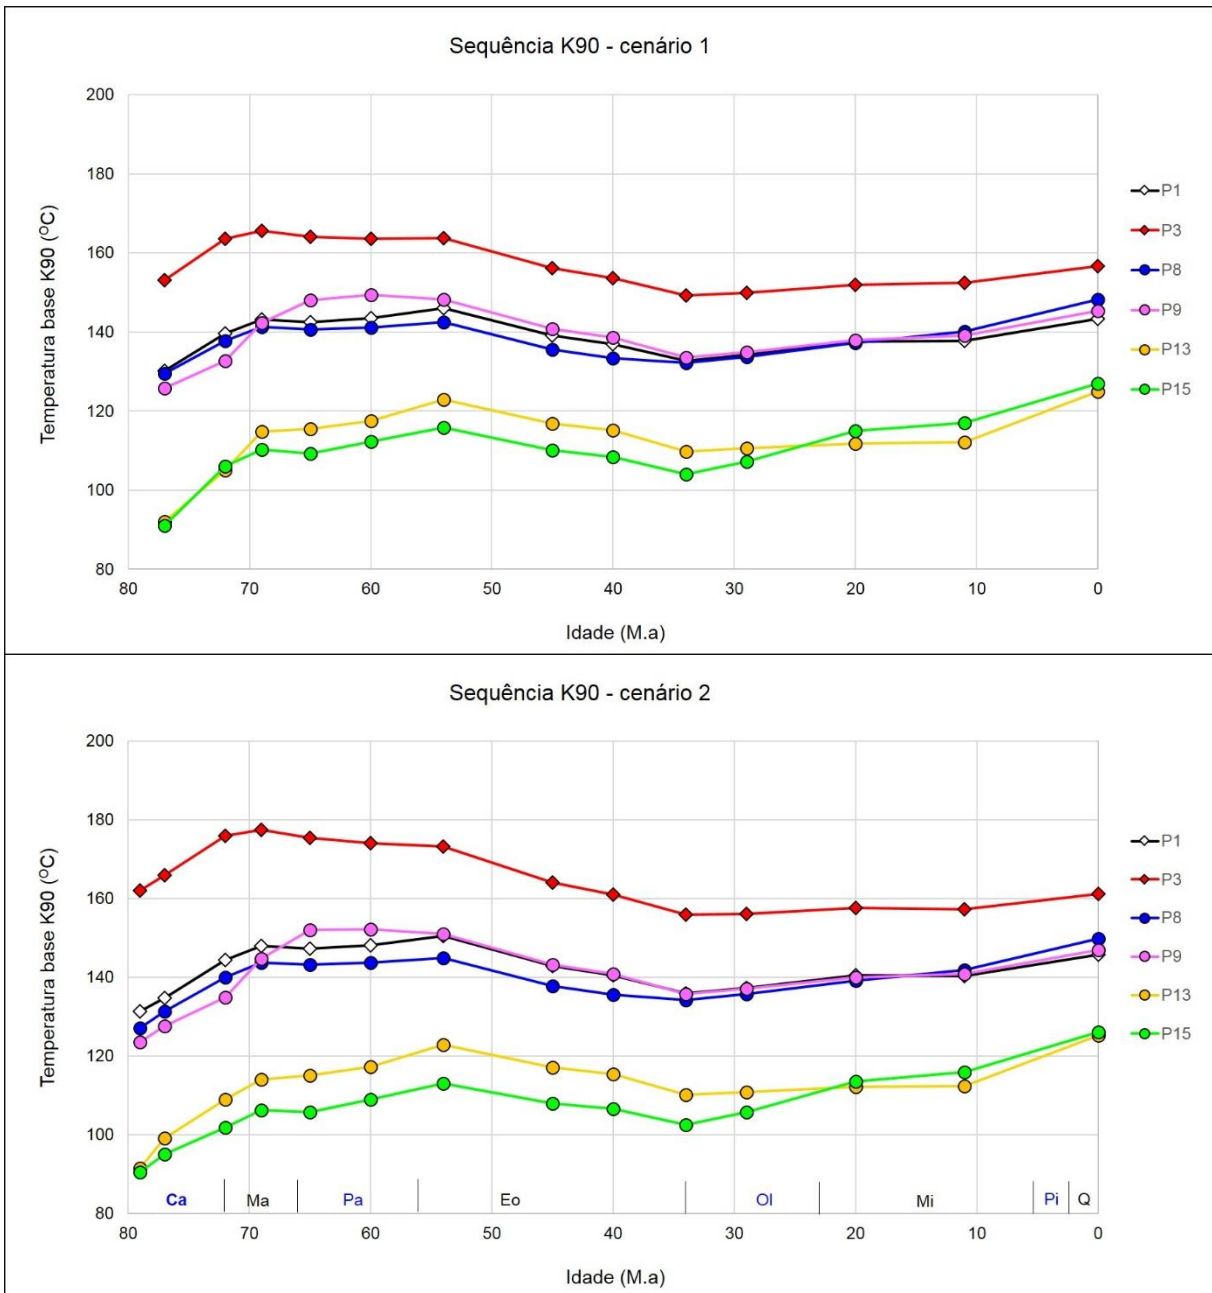 Sequência K90 - cenário 1
200
180
160
140
120
100
80
Temperatura base K90 (°C)
80 70 60 50 40 30 20 10 0
Idade (M.a)
P1
P3
P8
P9
P13
P15
Sequência K90 - cenário 2
200
180
160
140
120
100
80
Temperatura base K90 (°C)
Ca Ma Pa Eo Ol Mi Pi Q
80 70 60 50 40 30 20 10 0
Idade (M.a)
P1
P3
P8
P9
P13
P15